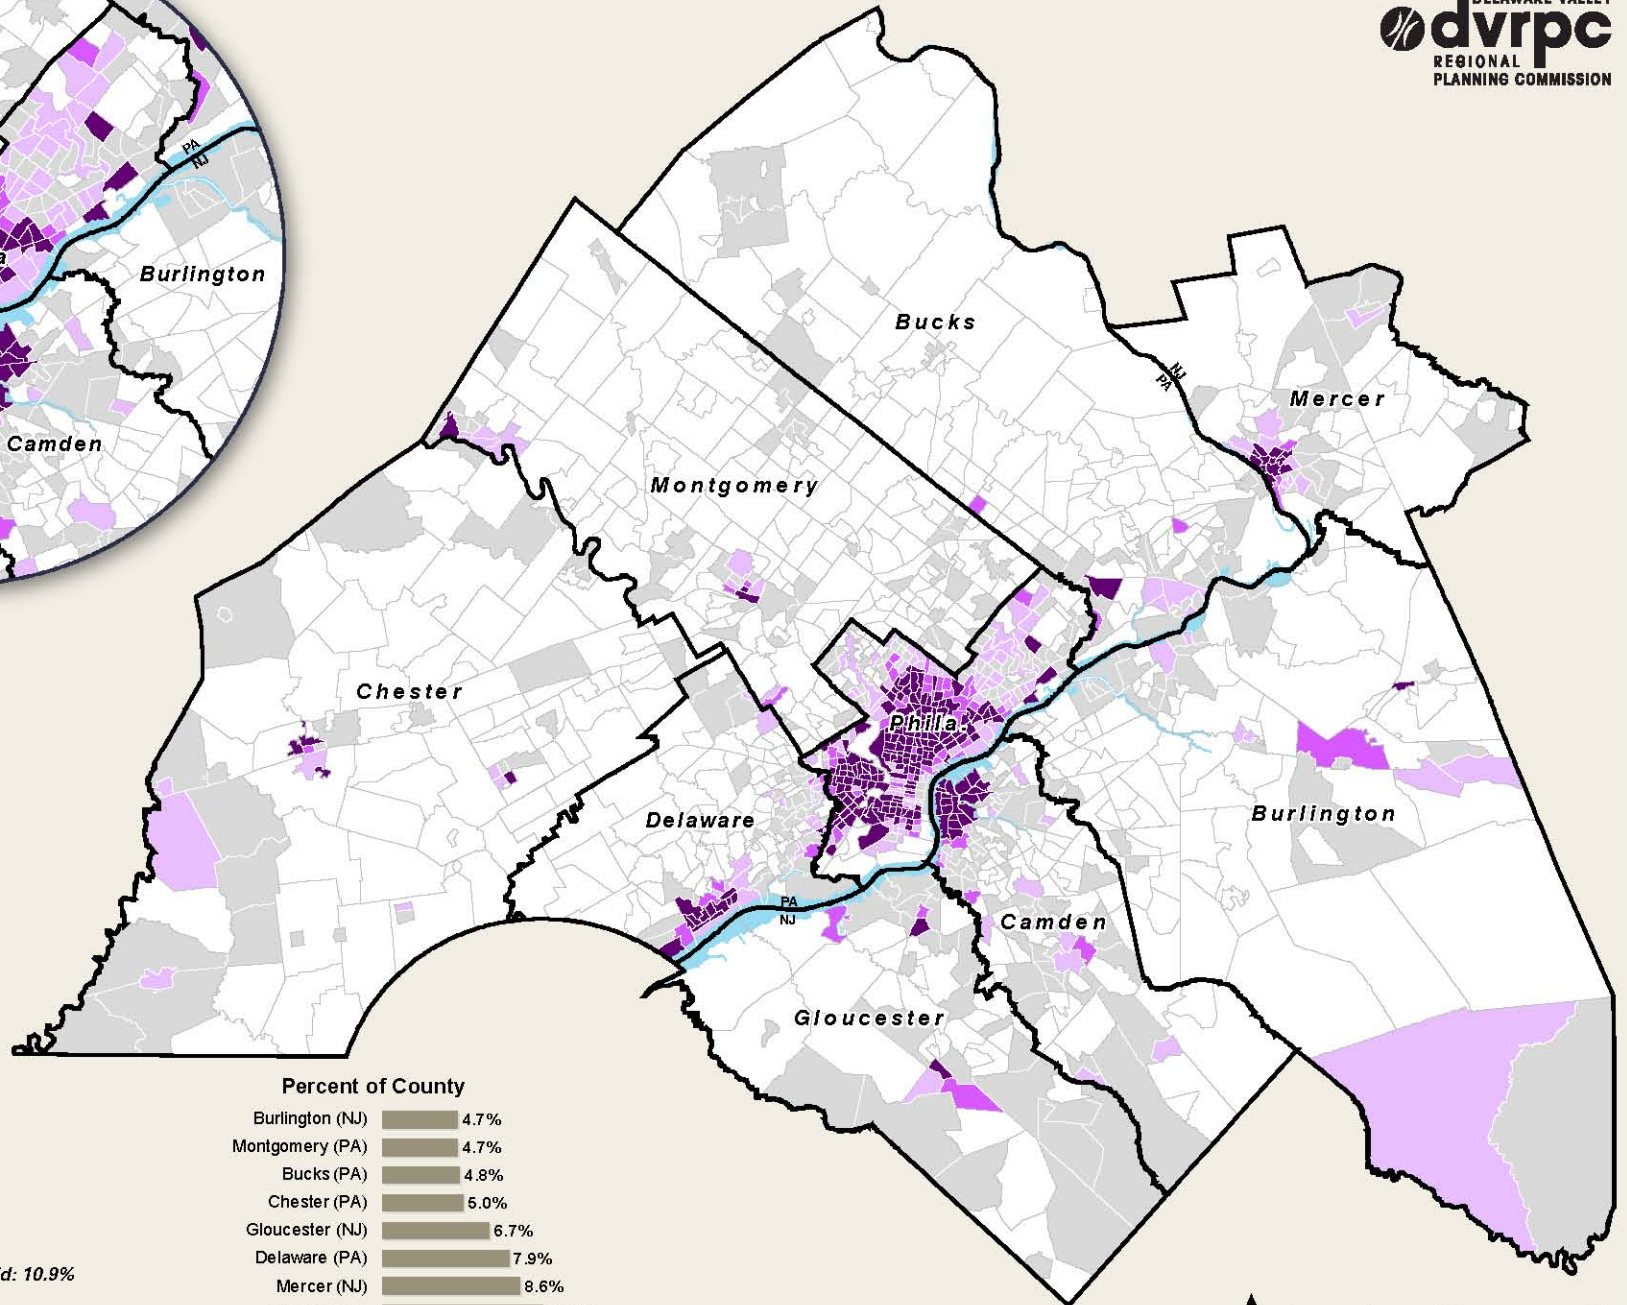 DELAWARE VALLEY
dvrpc
REGIONAL
PLANNING COMMISSION
PA
NJ
Burlington
Camden
Bucks
NJ
PA
Mercer
Montgomery
Chester
Phila.
Delaware
Burlington
PA
NJ
Camden
Gloucester
Percent of County
Burlington (NJ) 4.7%
Montgomery (PA) 4.7%
Bucks (PA) 4.8%
Chester (PA) 5.0%
Gloucester (NJ) 6.7%
Delaware (PA) 7.9%
Mercer (NJ) 8.6%
d: 10.9%